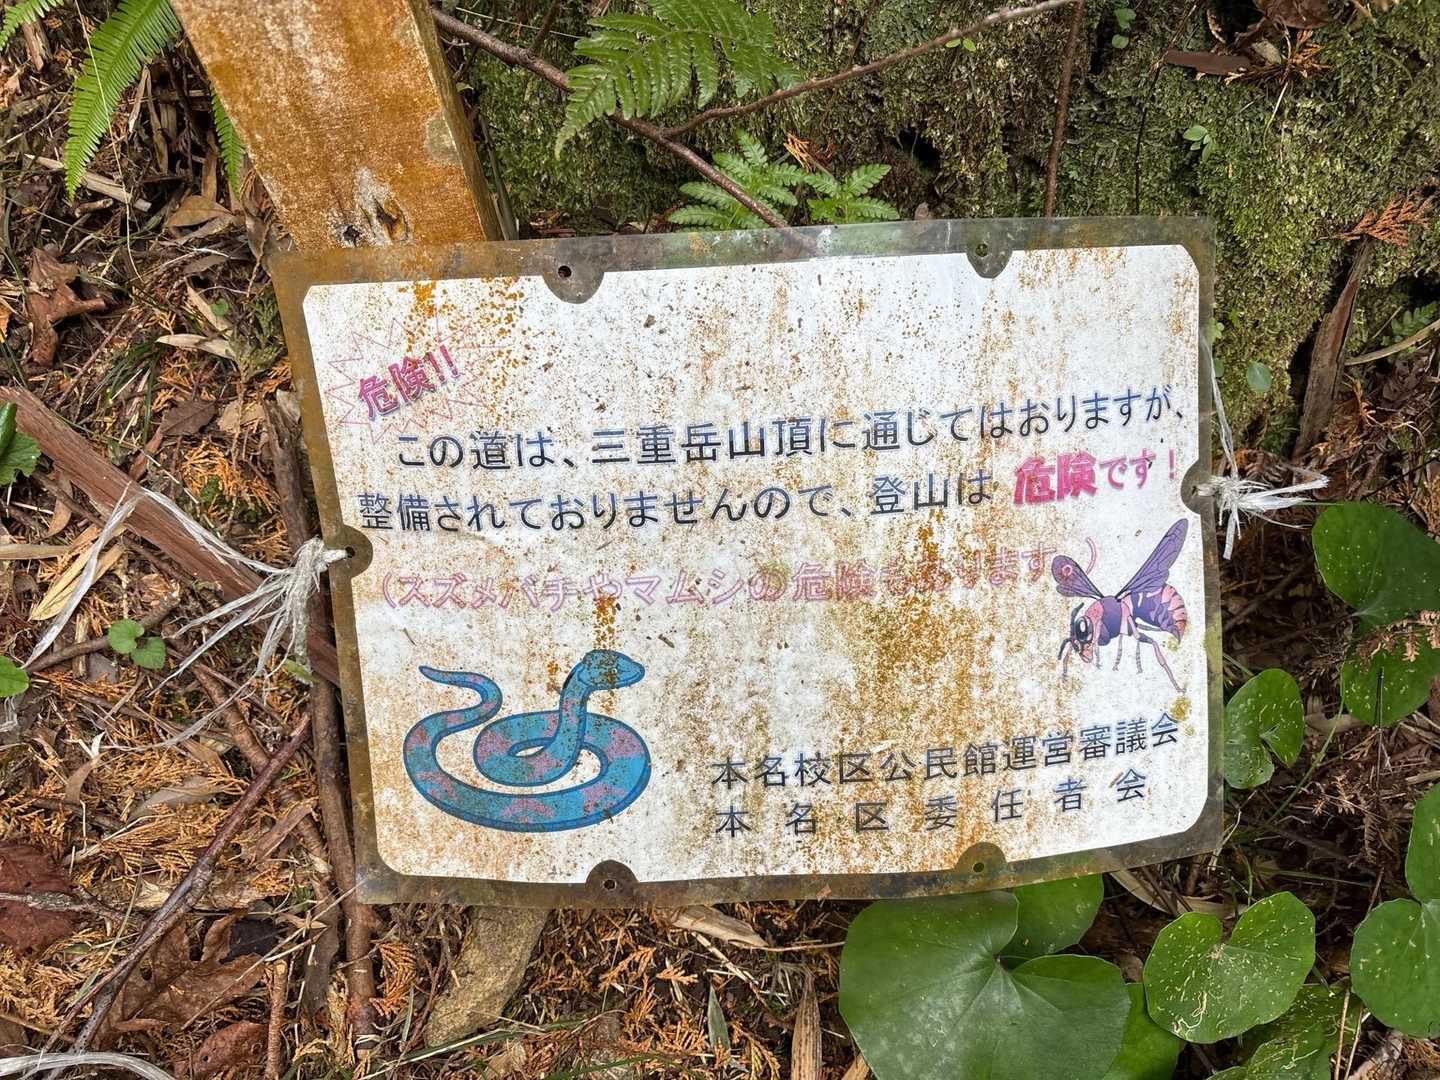 危険!!
この道は、三重岳山頂に通じてはおりますが、
整備されておりませんので、登山は 危険です！
（スズメバチやマムシの危険もあります。）
本名校区公民館運営審議会
本名区委任者会